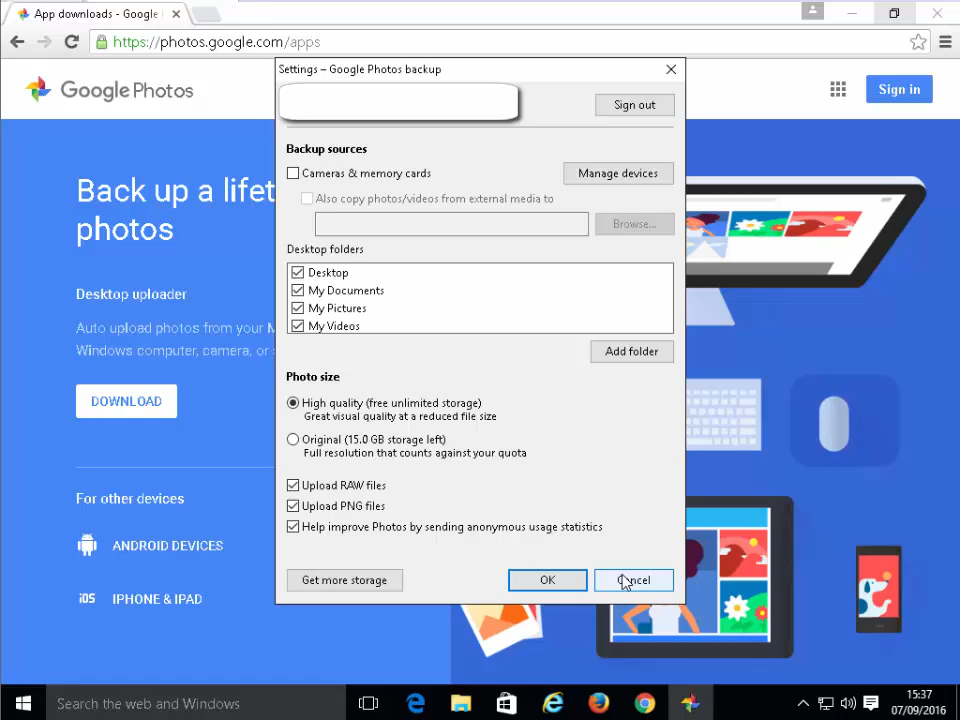 App downloads - Google
https://photos.google.com/apps
Google Photos
Sign in
Back up a lifet
photos
Desktop uploader
Auto upload photos from your M
Windows computer, camera, or s
DOWNLOAD
For other devices
ANDROID DEVICES
iOS IPHONE & IPAD
Settings – Google Photos backup
Sign out
Backup sources
Cameras & memory cards
Manage devices
Also copy photos/videos from external media to
Browse...
Desktop folders
Desktop
My Documents
My Pictures
My Videos
Add folder
Photo size
High quality (free unlimited storage)
Great visual quality at a reduced file size
Original (15.0 GB storage left)
Full resolution that counts against your quota
Upload RAW files
Upload PNG files
Help improve Photos by sending anonymous usage statistics
Get more storage
OK
Cancel
Search the web and Windows
15:37
07/09/2016